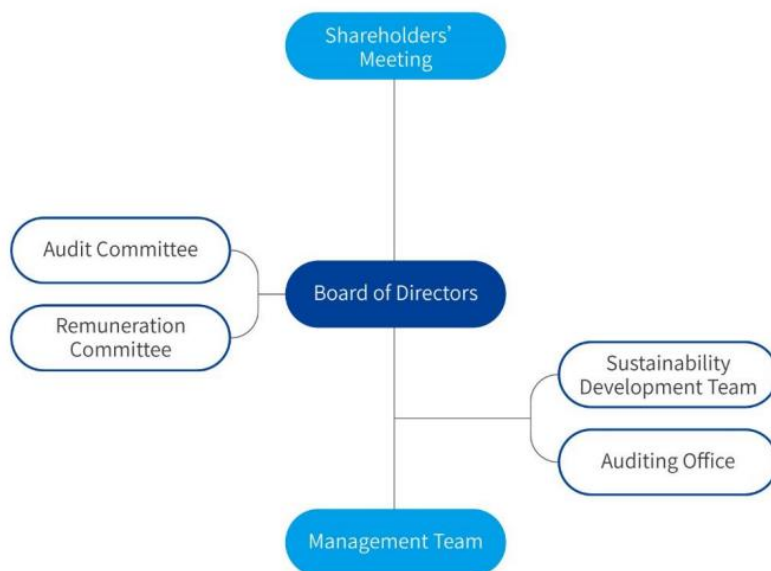 Shareholders’
Meeting
Audit Committee
Board of Directors
Remuneration
Committee
Sustainability
Development Team
Auditing Office
Management Team